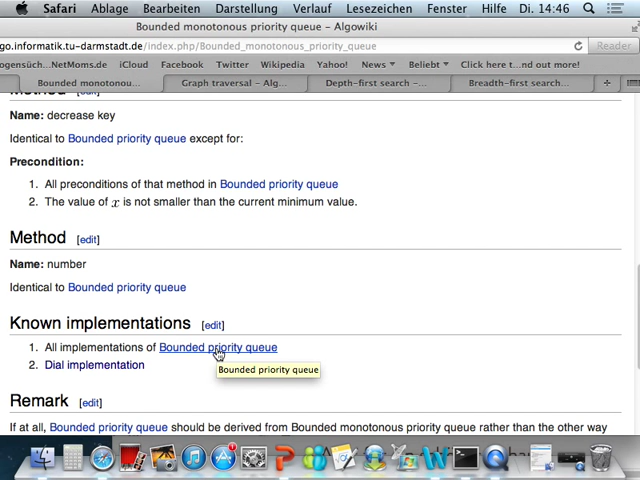 Safari Ablage Bearbeiten Darstellung Verlauf Lesezeichen Fenster Hilfe Di. 14:46
Bounded monotonous priority queue - Algowiki
go.informatik.tu-darmstadt.de/index.php/Bounded_monotonous_priority_queue Reader
NetMoms.de iCloud Facebook Twitter Wikipedia Yahoo! News Beliebt Click here t...nd out more!
Bounded monotonou... Graph traversal - Alg... Depth-first search -... Breadth-first search...
Method [edit]
Name: decrease key
Identical to Bounded priority queue except for:
Precondition:
1. All preconditions of that method in Bounded priority queue
2. The value of x is not smaller than the current minimum value.
Method [edit]
Name: number
Identical to Bounded priority queue
Known implementations [edit]
1. All implementations of Bounded priority queue
2. Dial implementation
Bounded priority queue
Remark [edit]
If at all, Bounded priority queue should be derived from Bounded monotonous priority queue rather than the other way